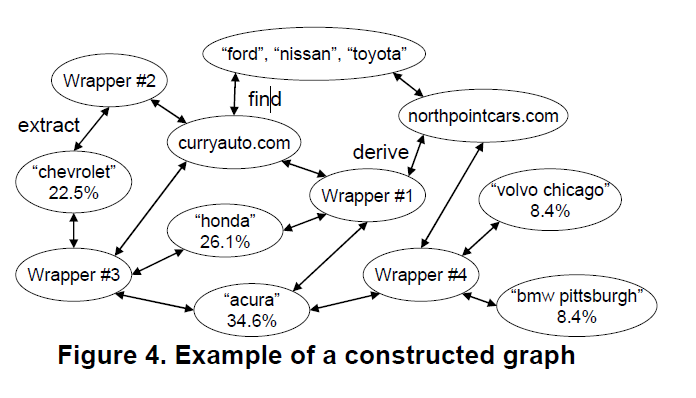 “ford”, “nissan”, “toyota”
Wrapper #2
find
northpointcars.com
extract
curryauto.com
derive
“chevrolet”
22.5%
Wrapper #1
“volvo chicago”
8.4%
“honda”
26.1%
Wrapper #3
Wrapper #4
“acura”
34.6%
“bmw pittsburgh”
8.4%
Figure 4. Example of a constructed graph